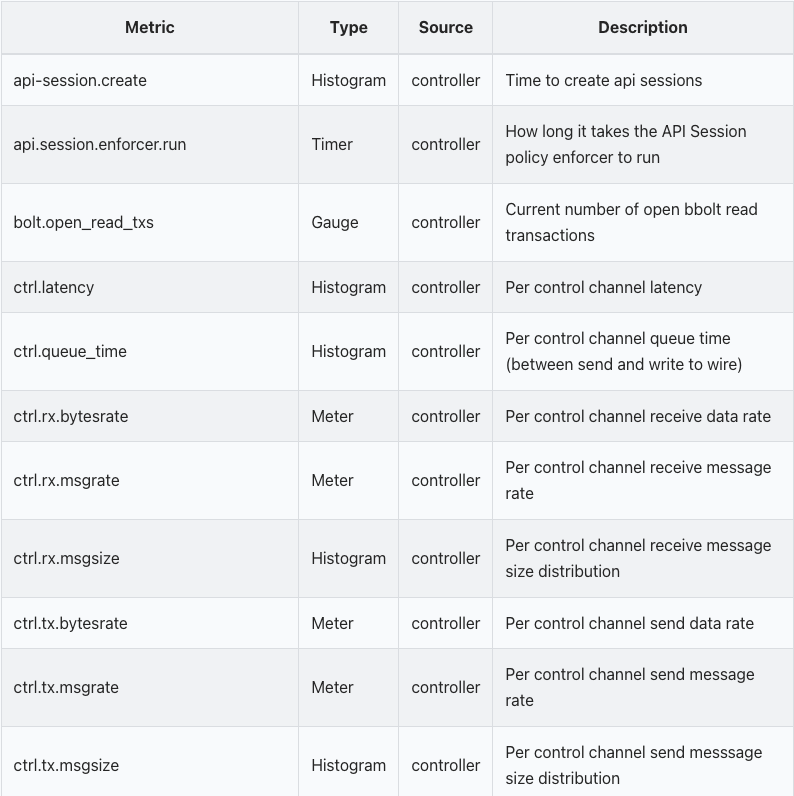 Metric Type Source Description
api-session.create Histogram controller Time to create api sessions
api.session.enforcer.run Timer controller How long it takes the API Session
policy enforcer to run
bolt.open_read_txs Gauge controller Current number of open bbolt read
transactions
ctrl.latency Histogram controller Per control channel latency
ctrl.queue_time Histogram controller Per control channel queue time
(between send and write to wire)
ctrl.rx.bytesrate Meter controller Per control channel receive data rate
ctrl.rx.msgrate Meter controller Per control channel receive message
rate
ctrl.rx.msgsize Histogram controller Per control channel receive message
size distribution
ctrl.tx.bytesrate Meter controller Per control channel send data rate
ctrl.tx.msgrate Meter controller Per control channel send message
rate
ctrl.tx.msgsize Histogram controller Per control channel send messsage
size distribution